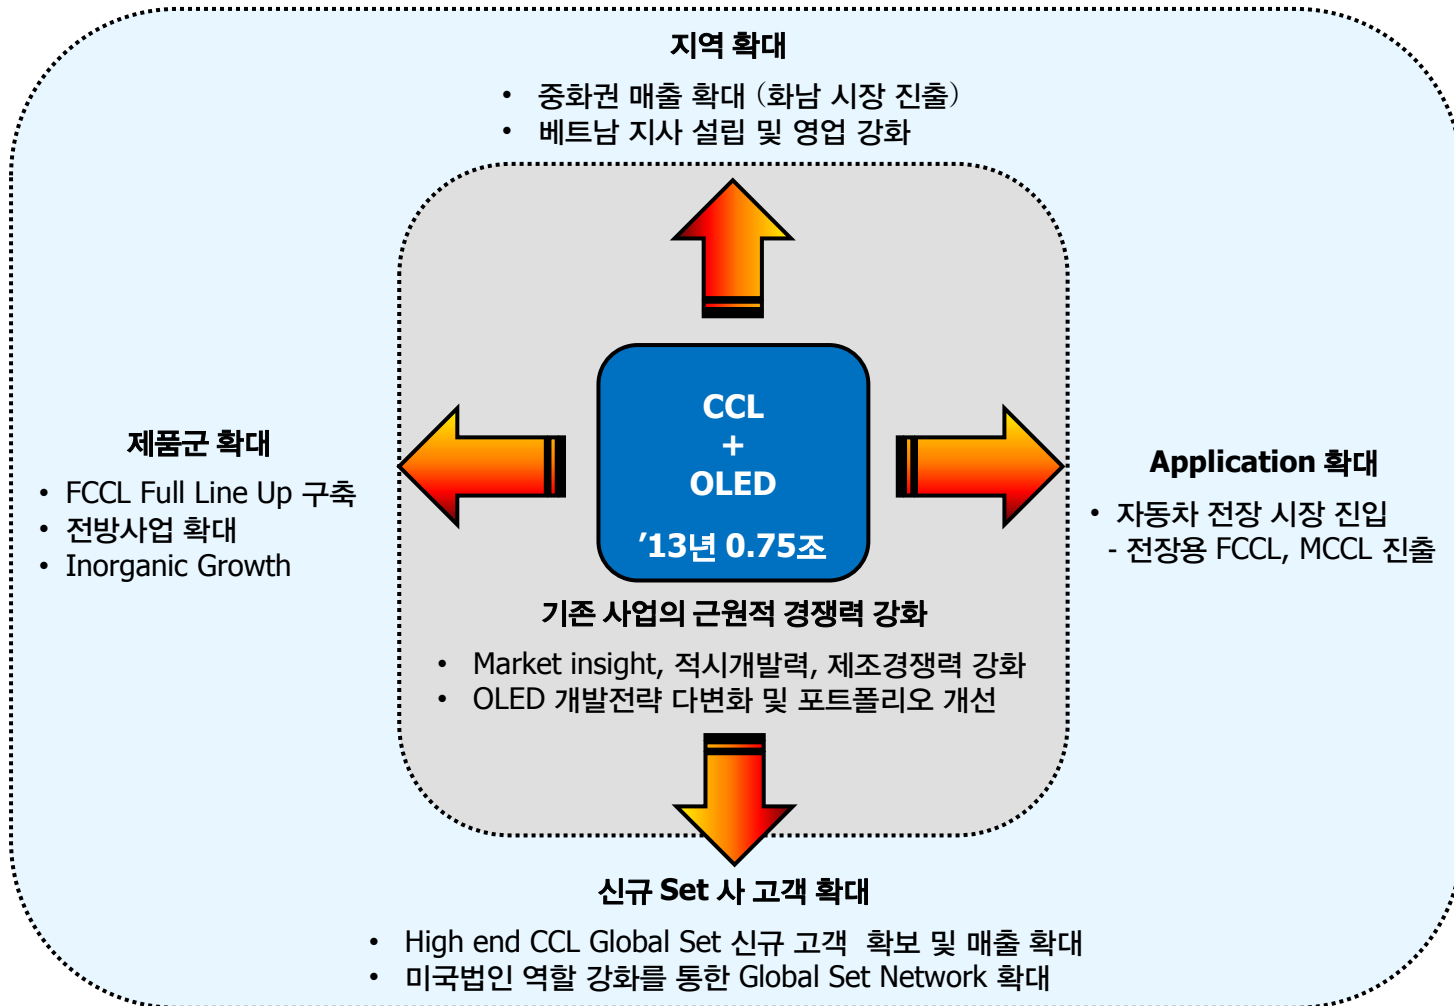 지역 확대
• 중화권 매출 확대 (화남 시장 진출)
• 베트남 지사 설립 및 영업 강화
제품군 확대
• FCCL Full Line Up 구축
• 전방사업 확대
• Inorganic Growth
CCL
+
OLED
’13년 0.75조
Application 확대
• 자동차 전장 시장 진입
- 전장용 FCCL, MCCL 진출
기존 사업의 근원적 경쟁력 강화
• Market insight, 적시개발력, 제조경쟁력 강화
• OLED 개발전략 다변화 및 포트폴리오 개선
신규 Set 사 고객 확대
• High end CCL Global Set 신규 고객 확보 및 매출 확대
• 미국법인 역할 강화를 통한 Global Set Network 확대